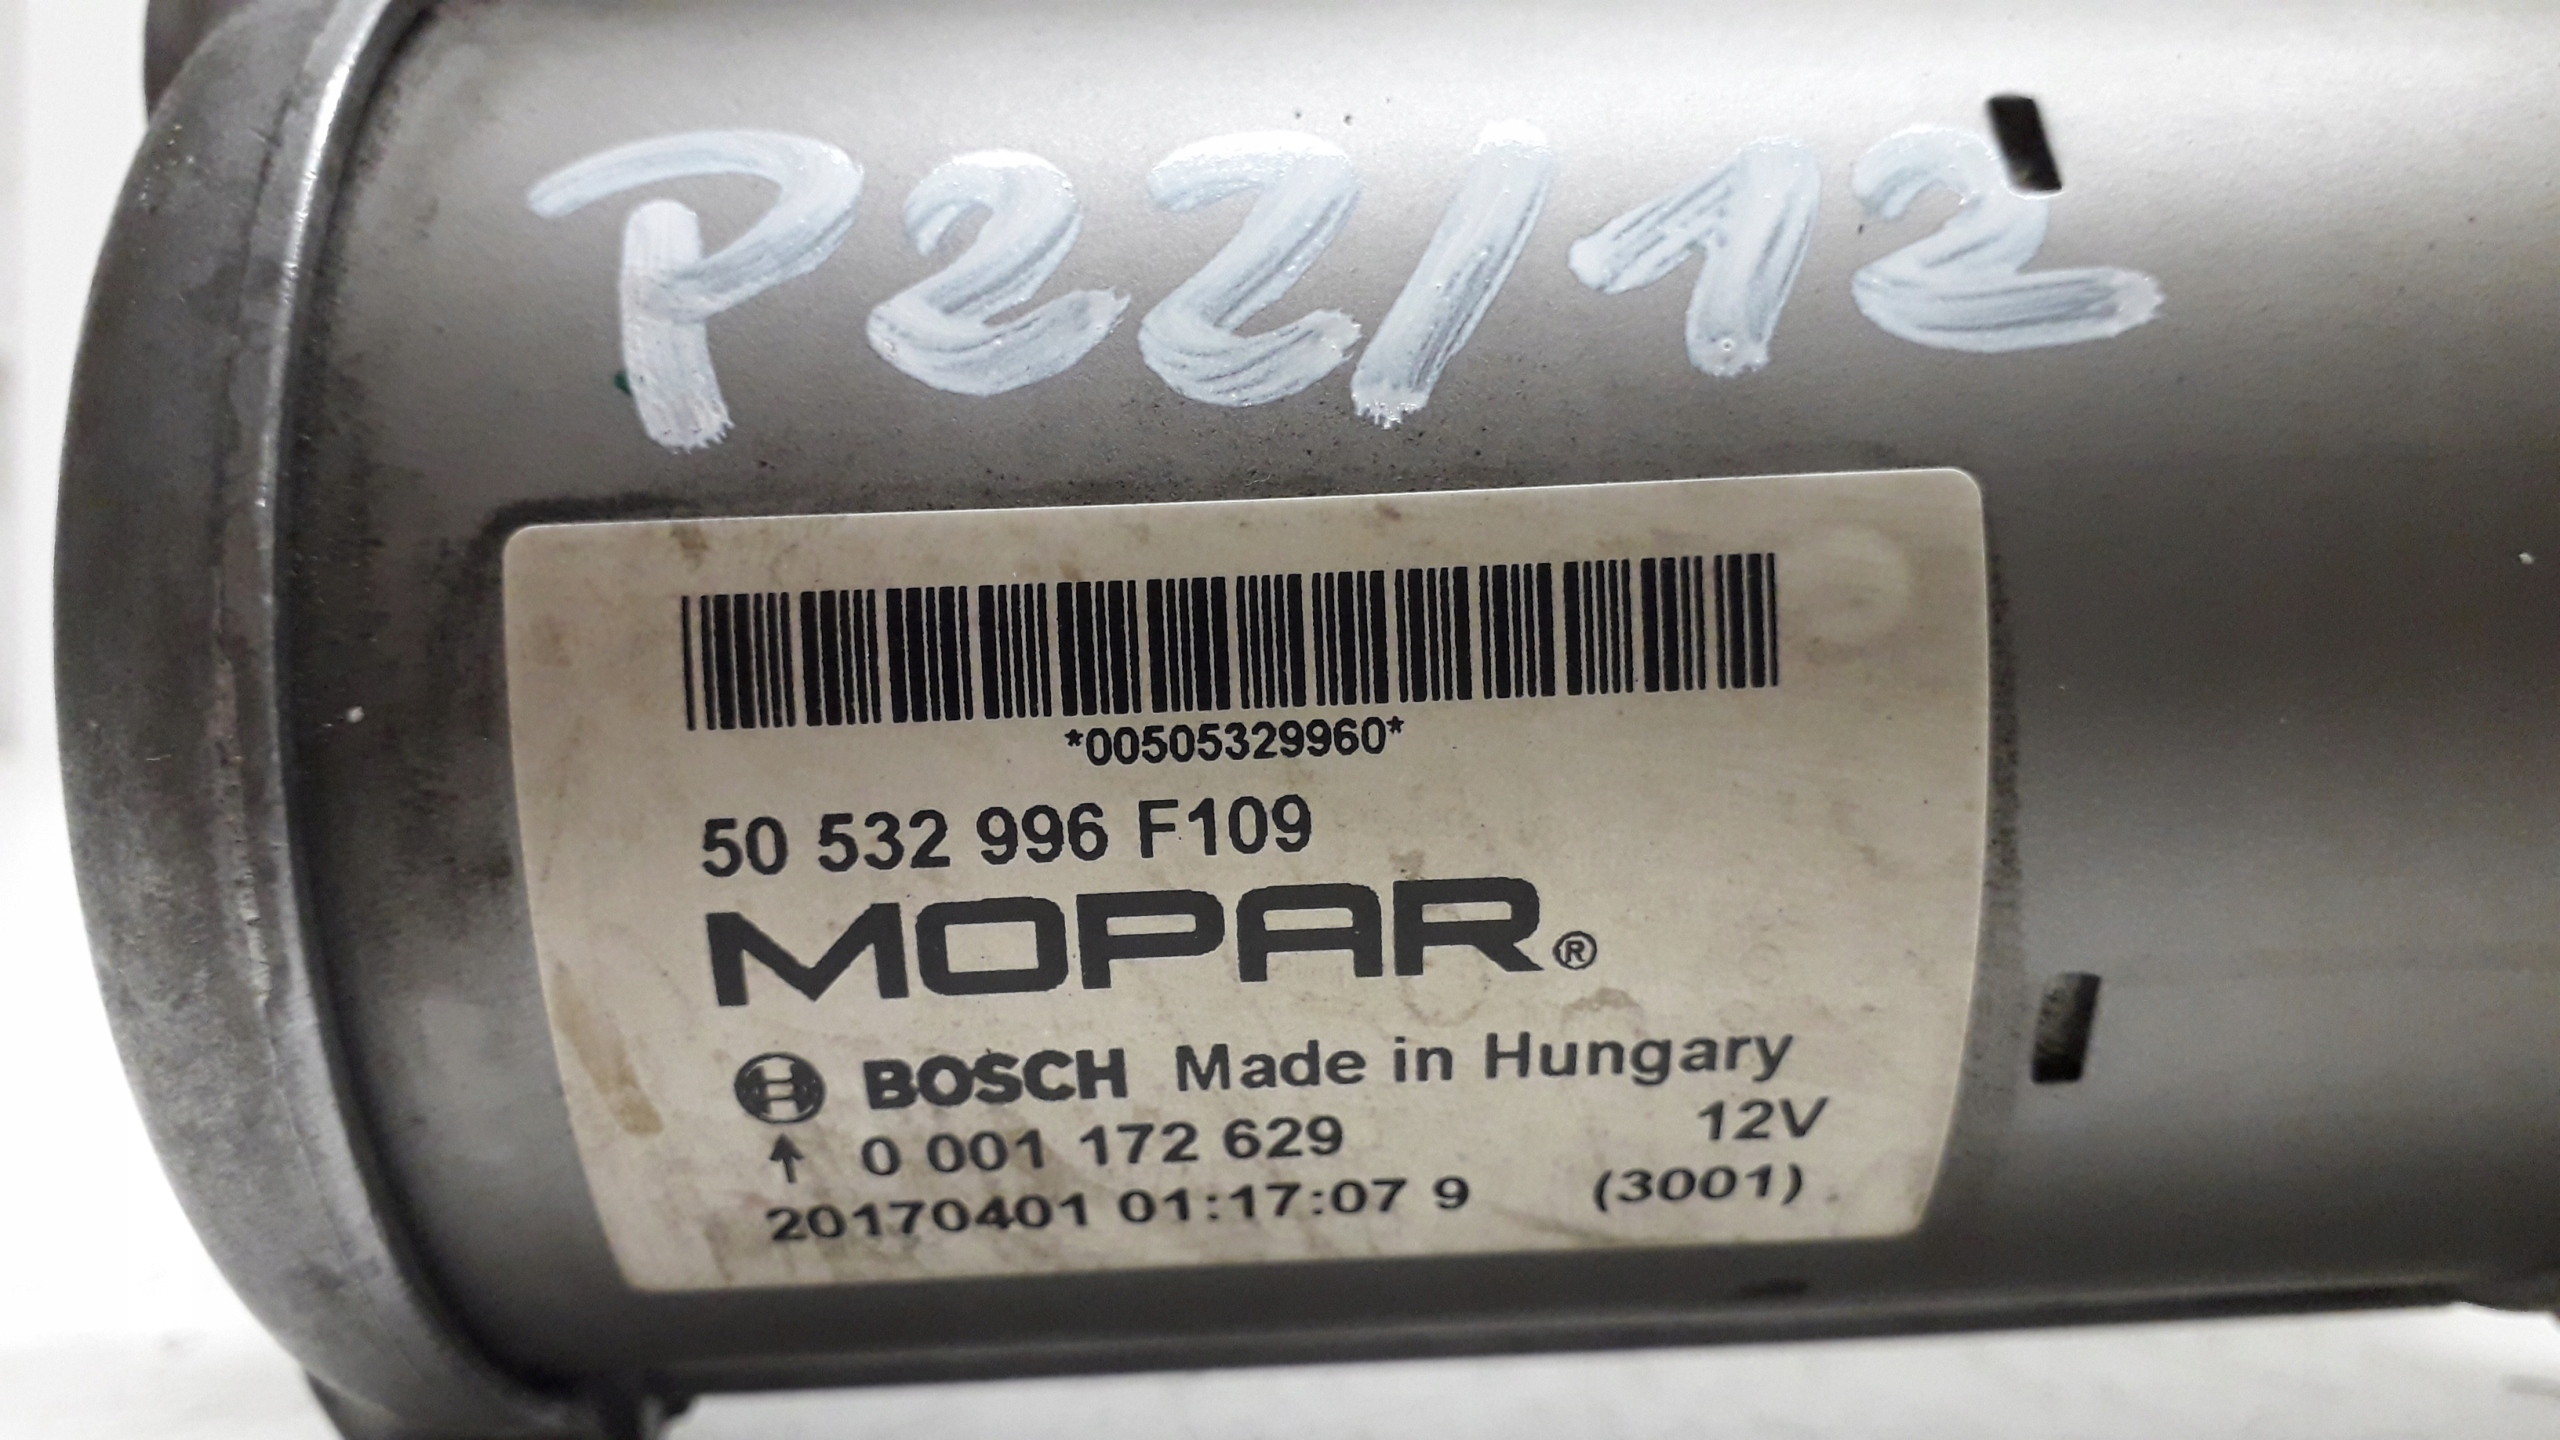 P22/12
*00505329960*
50 532 996 F109
MOPAR®
BOSCH Made in Hungary
↑ 0 001 172 629 12V
20170401 01:17:07 9 (3001)